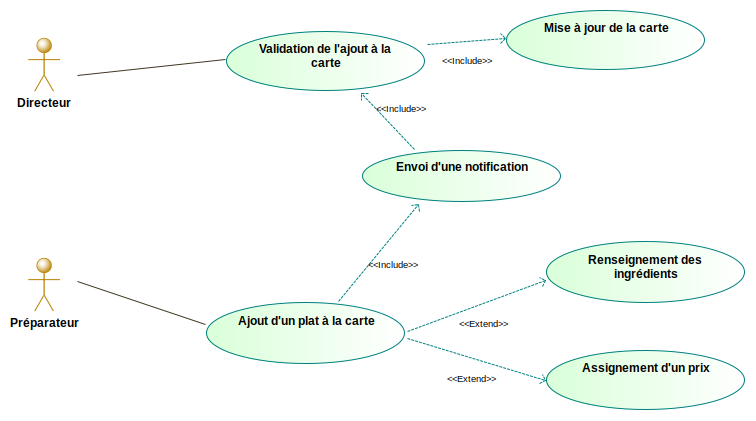 Mise à jour de la carte
Validation de l'ajout à la
carte
<<Include>>
Directeur
<<Include>>
Envoi d'une notification
<<Include>>
Renseignement des
ingrédients
Préparateur
Ajout d'un plat à la carte
<<Extend>>
Assignement d'un prix
<<Extend>>